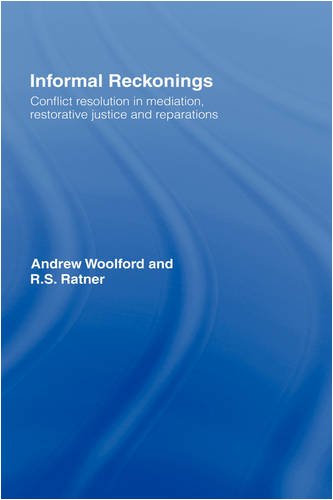 Informal Reckonings
Conflict resolution in mediation,
restorative justice and reparations
Andrew Woolford and
R.S. Ratner